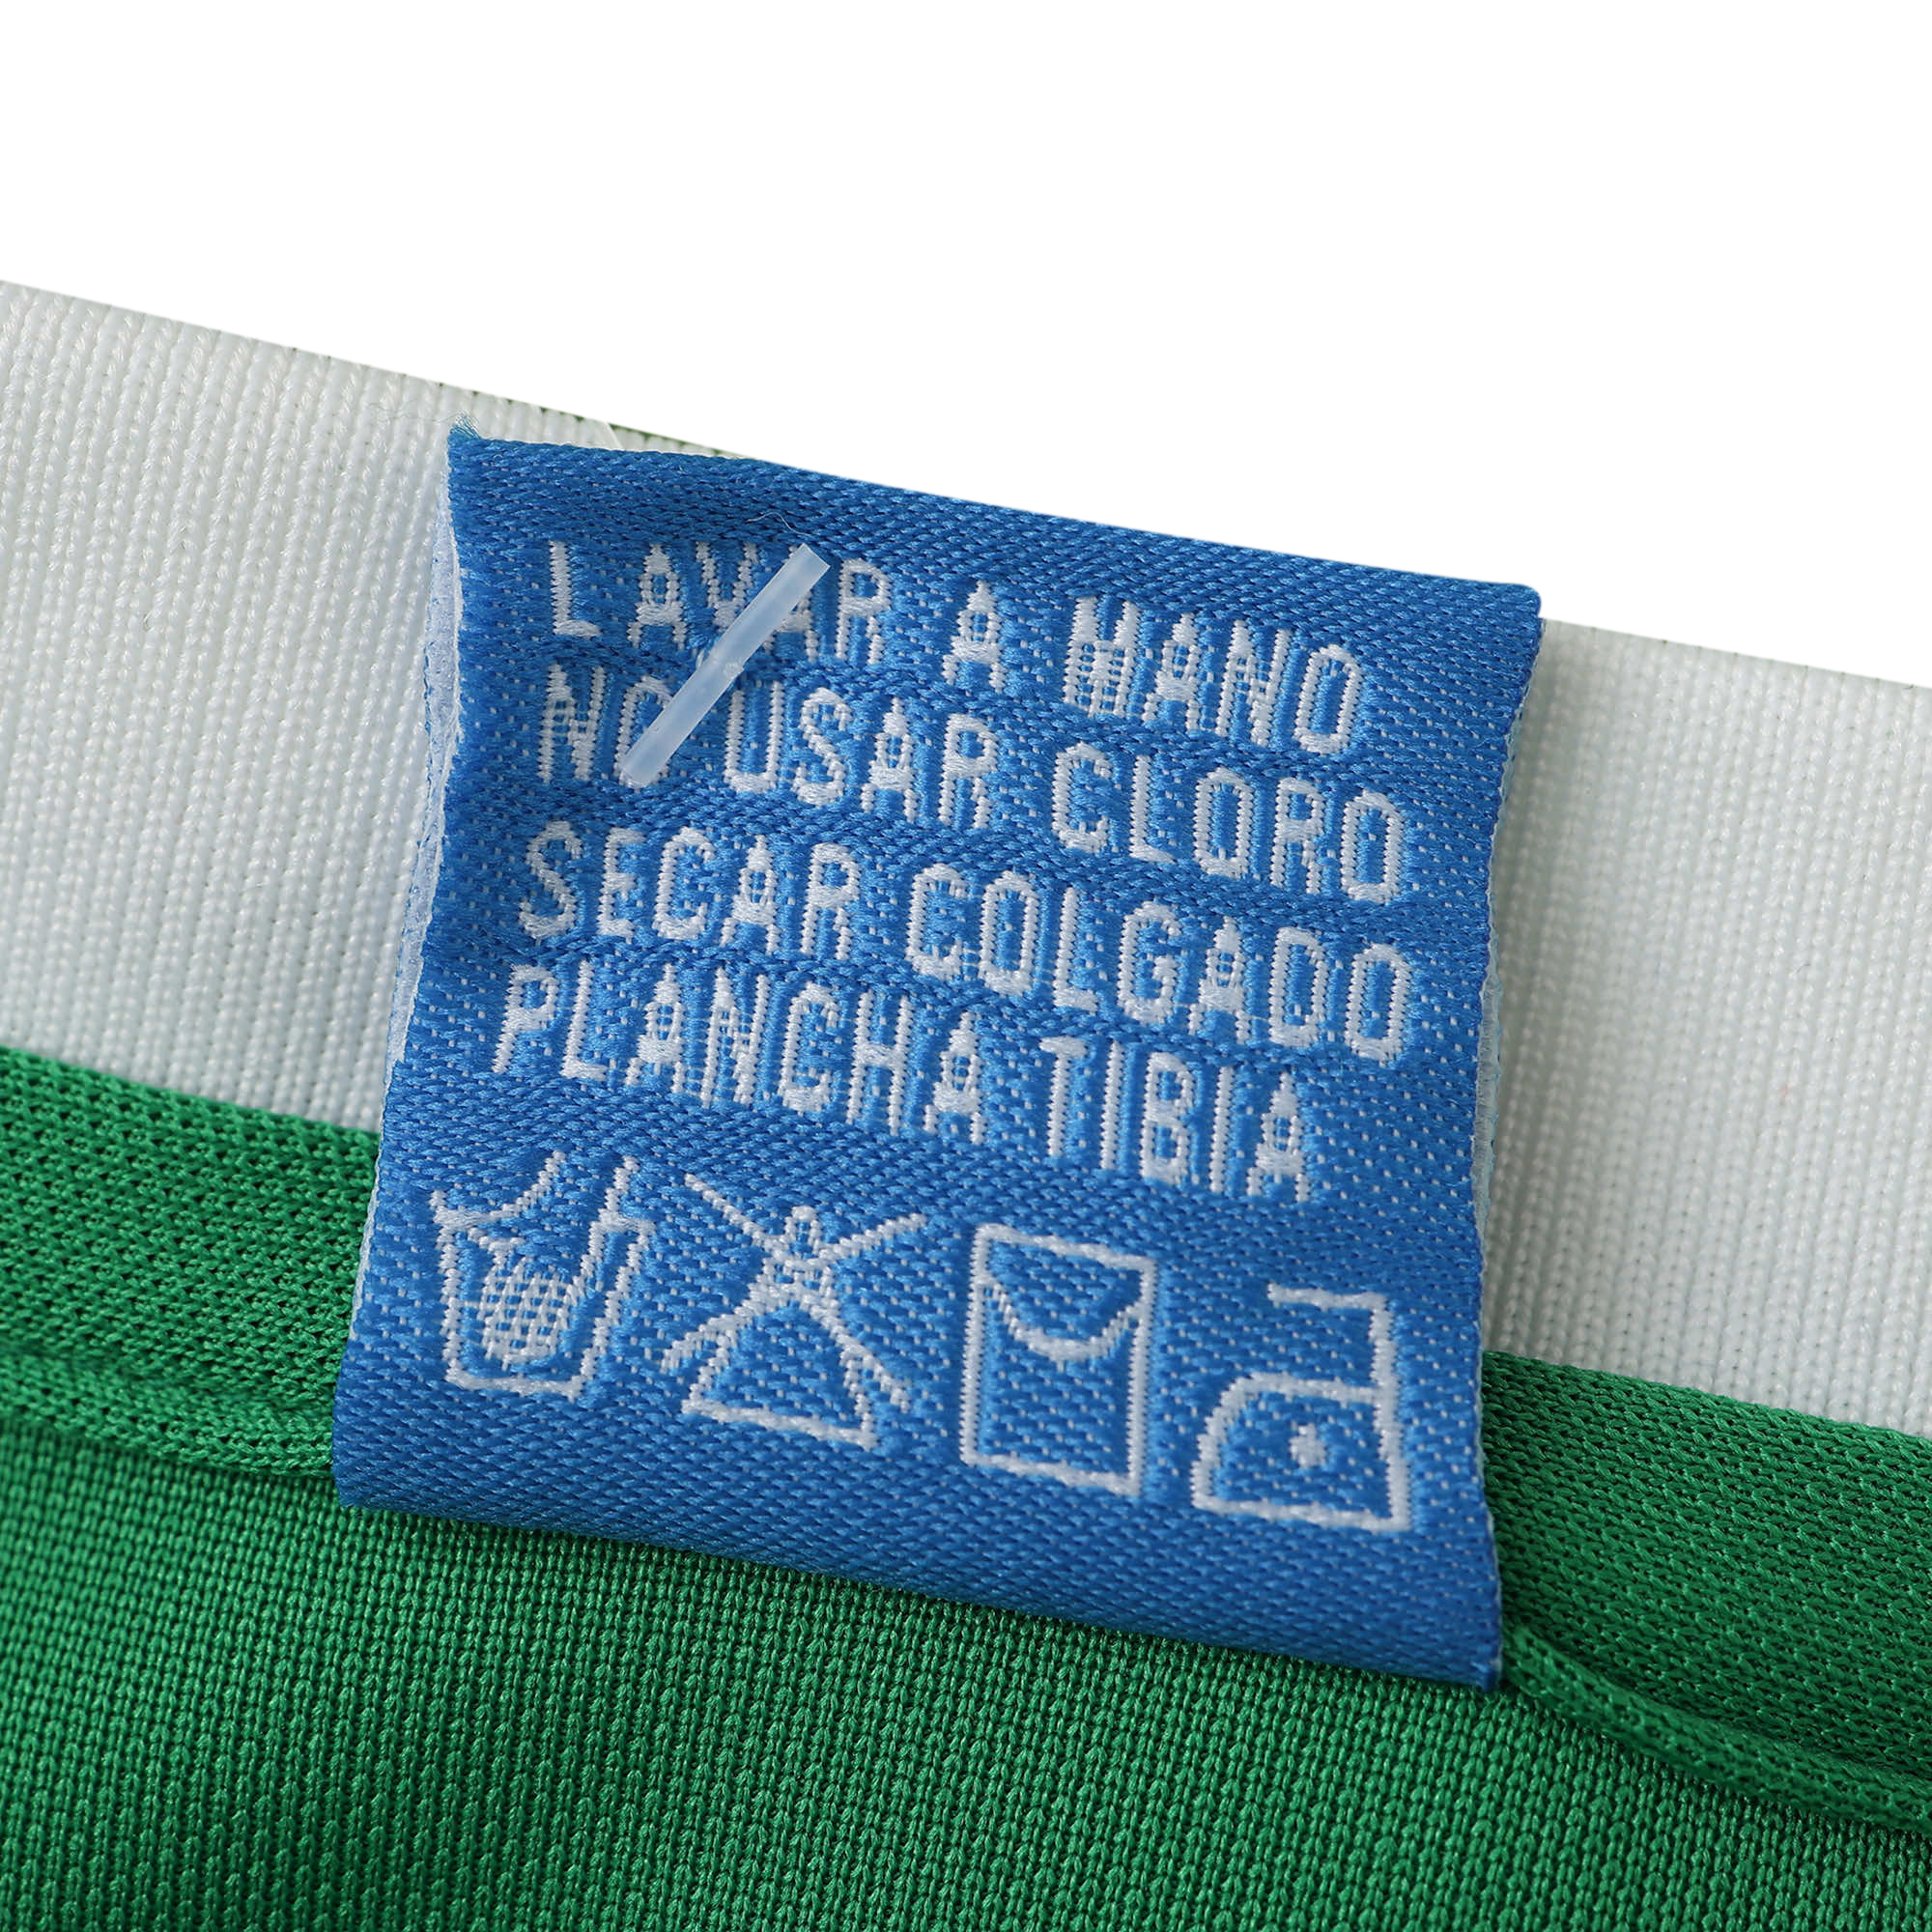 LAVAR A MANO
NO USAR CLORO
SECAR COLGADO
PLANCHA TIBIA